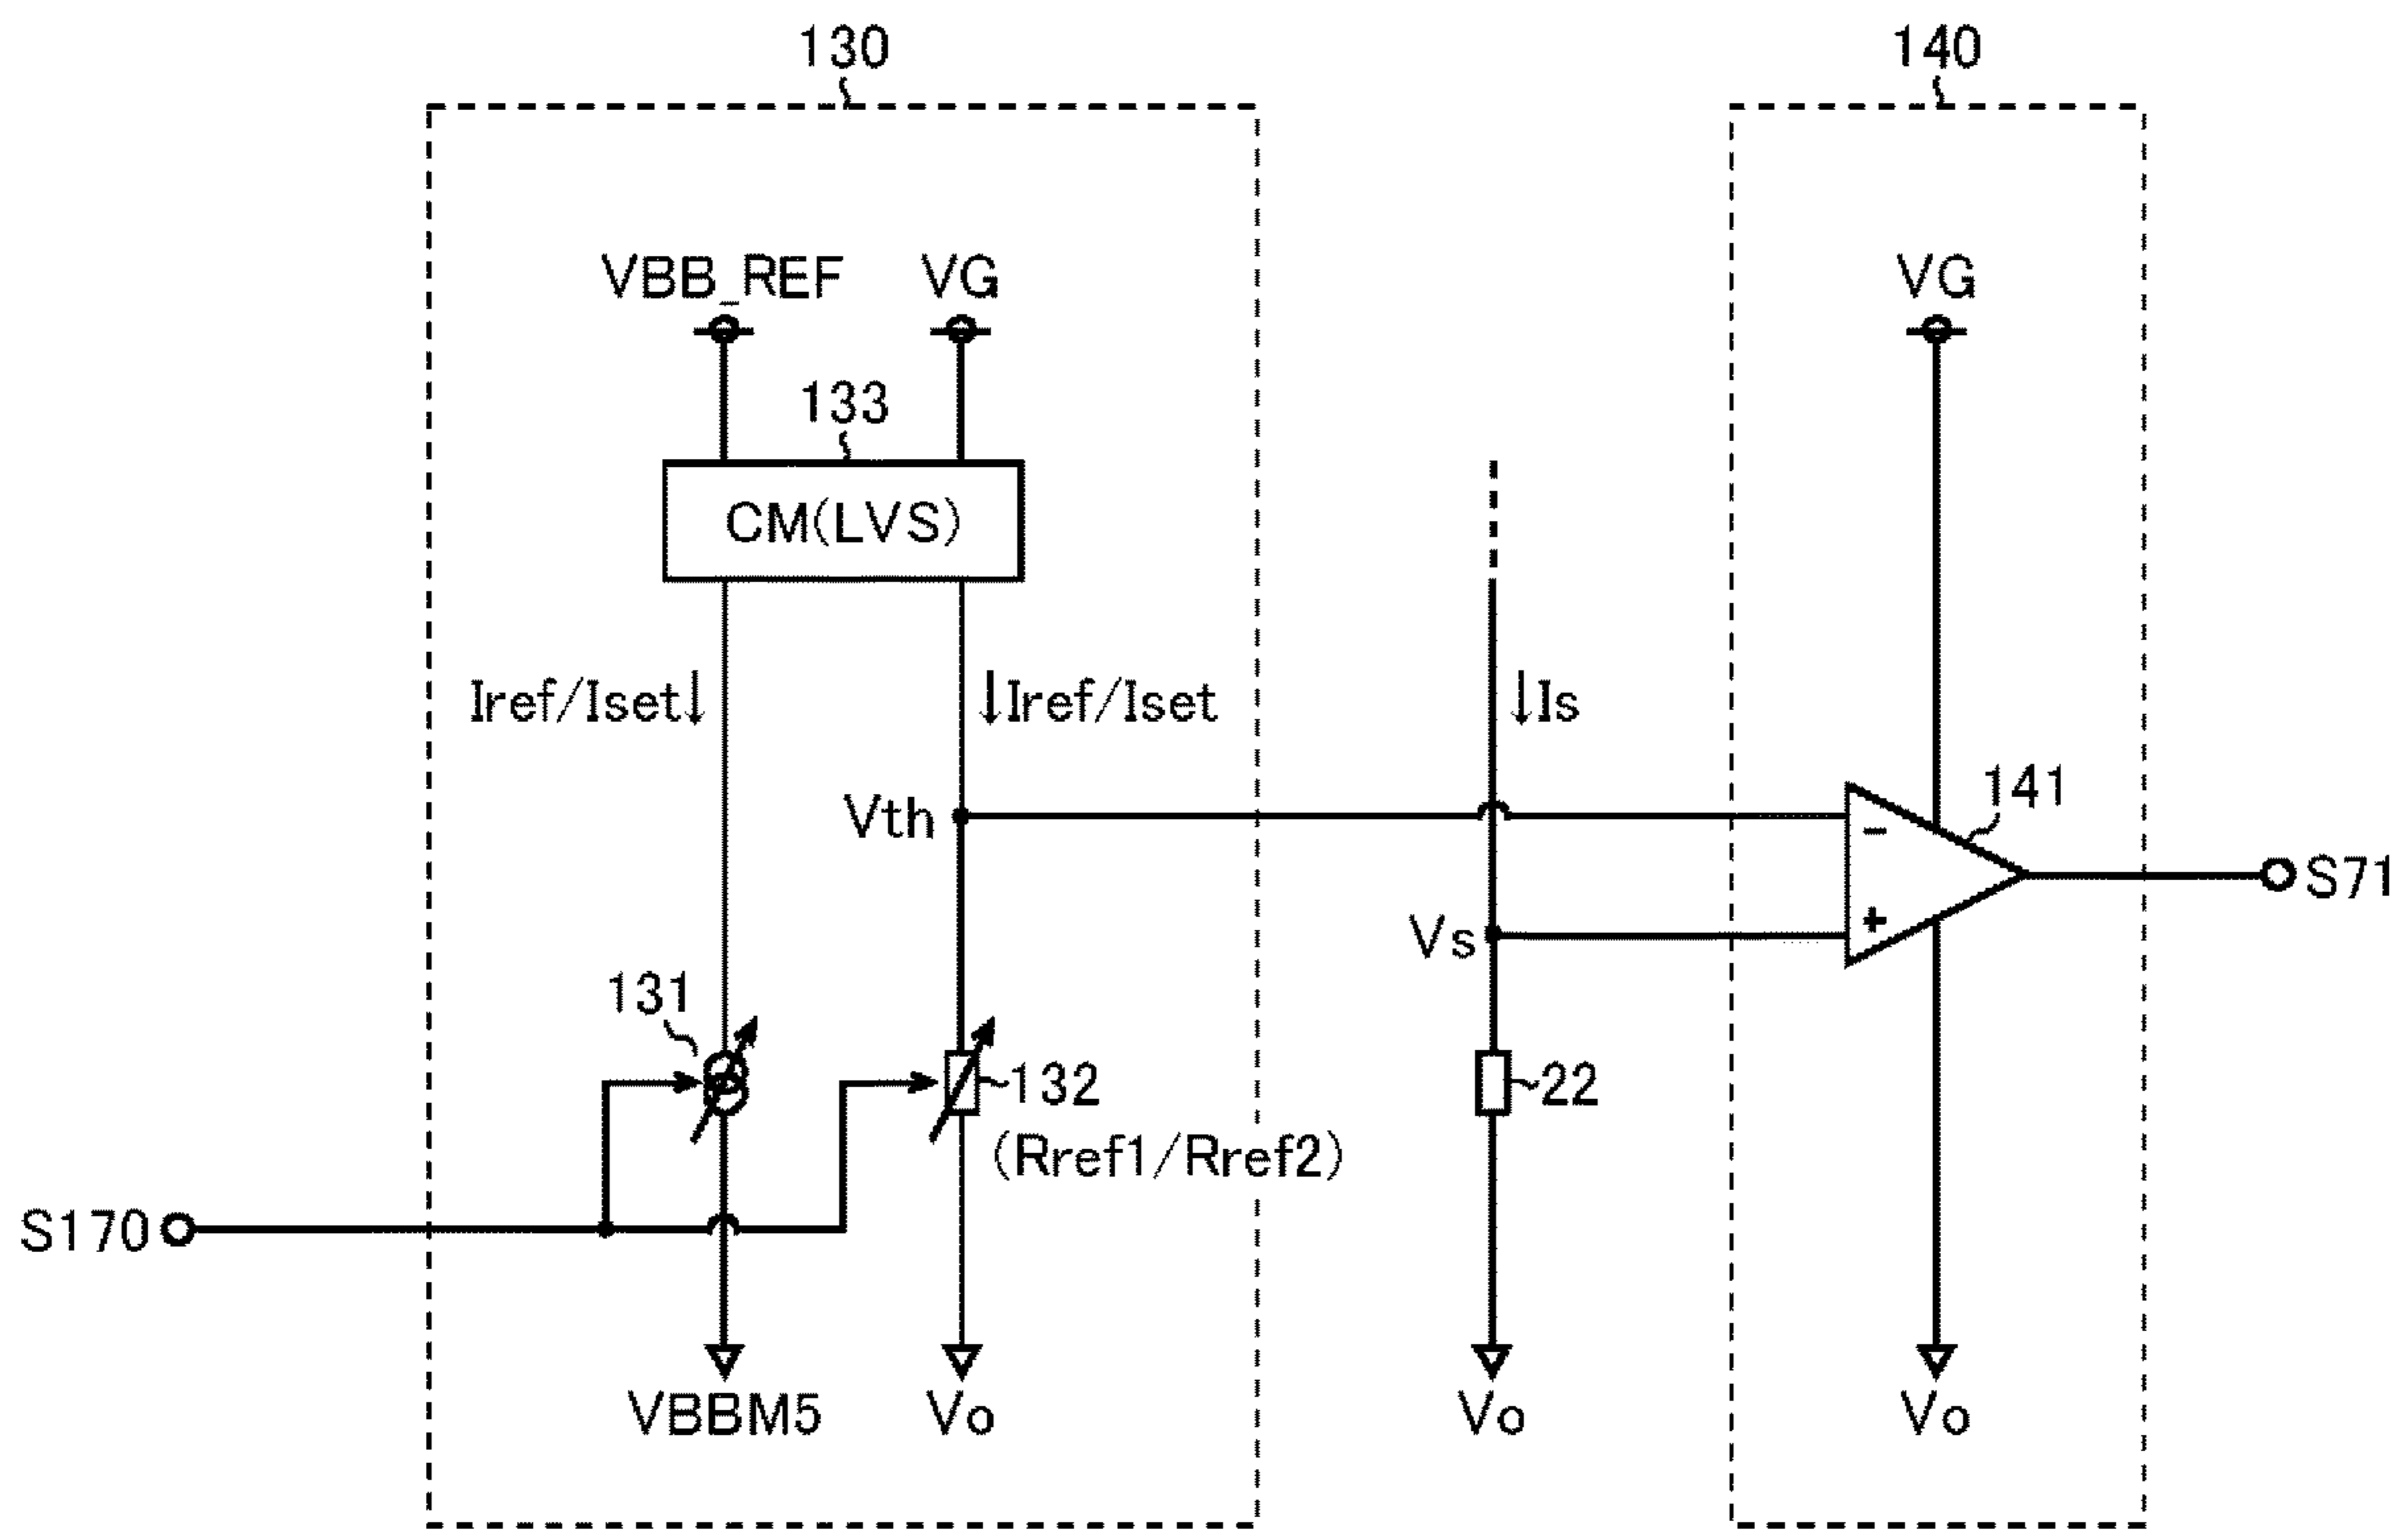 130
140
VBB_REF
VG
VG
133
CM(LVS)
Iref/Iset↓
↓Iref/Iset
↓Is
141
Vth
−
S71
+
Vs
131
132
22
(Rref1/Rref2)
S170
VBBM5
Vo
Vo
Vo